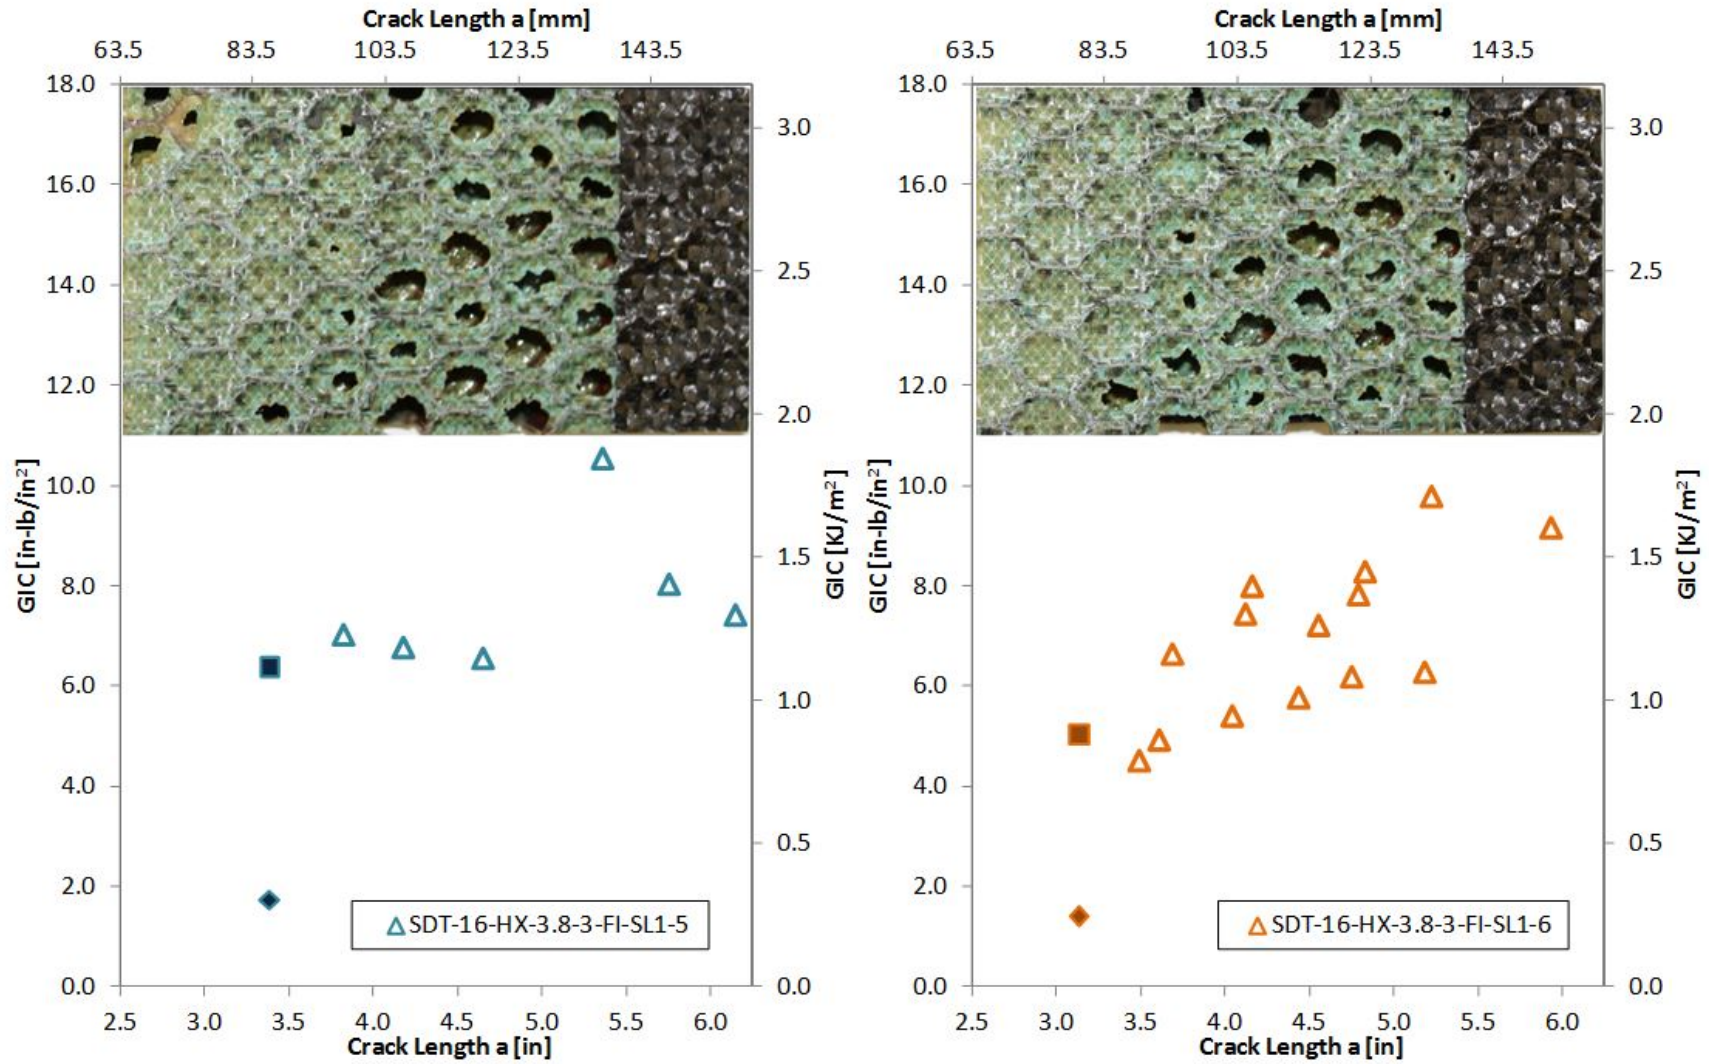 Crack Length a [mm]
63.5 83.5 103.5 123.5 143.5
18.0
16.0
14.0
12.0
10.0
8.0
6.0
4.0
2.0
0.0
GIC [in-lb/in²]
3.0
2.5
2.0
1.5
1.0
0.5
0.0
GIC [KJ/m²]
SDT-16-HX-3.8-3-FI-SL1-5
2.5 3.0 3.5 4.0 4.5 5.0 5.5 6.0
Crack Length a [in]
Crack Length a [mm]
63.5 83.5 103.5 123.5 143.5
18.0
16.0
14.0
12.0
10.0
8.0
6.0
4.0
2.0
0.0
GIC [in-lb/in²]
3.0
2.5
2.0
1.5
1.0
0.5
0.0
GIC [KJ/m²]
SDT-16-HX-3.8-3-FI-SL1-6
2.5 3.0 3.5 4.0 4.5 5.0 5.5 6.0
Crack Length a [in]